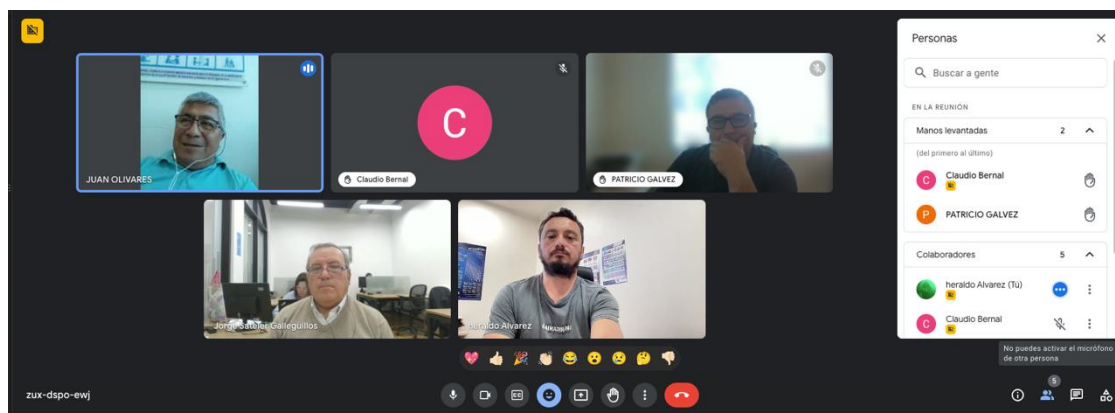 JUAN OLIVARES
C
Claudio Bernal
PATRICIO GALVEZ
Jorge Sateler Galleguillos
heraldo Alvarez
zux-dspo-ewj
CC
Personas
Buscar a gente
EN LA REUNIÓN
Manos levantadas 2
(del primero al último)
C Claudio Bernal
P PATRICIO GALVEZ
Colaboradores 5
heraldo Alvarez (Tú)
C Claudio Bernal
No puedes activar el micrófono
de otra persona
5